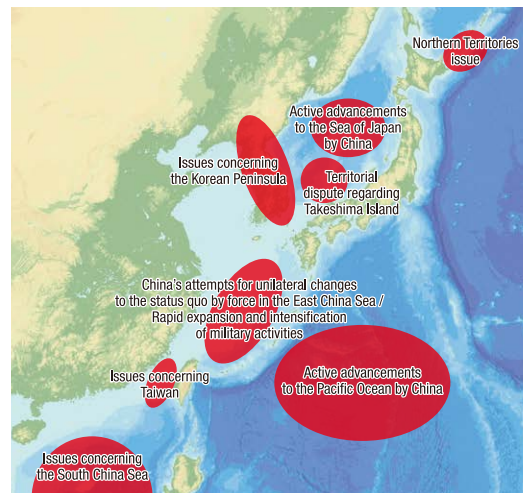 Northern Territories
issue
Active advancements
to the Sea of Japan
by China
Issues concerning
the Korean Peninsula
Territorial
dispute regarding
Takeshima Island
China's attempts for unilateral changes
to the status quo by force in the East China Sea /
Rapid expansion and intensification
of military activities
Issues concerning
Taiwan
Active advancements
to the Pacific Ocean by China
Issues concerning
the South China Sea